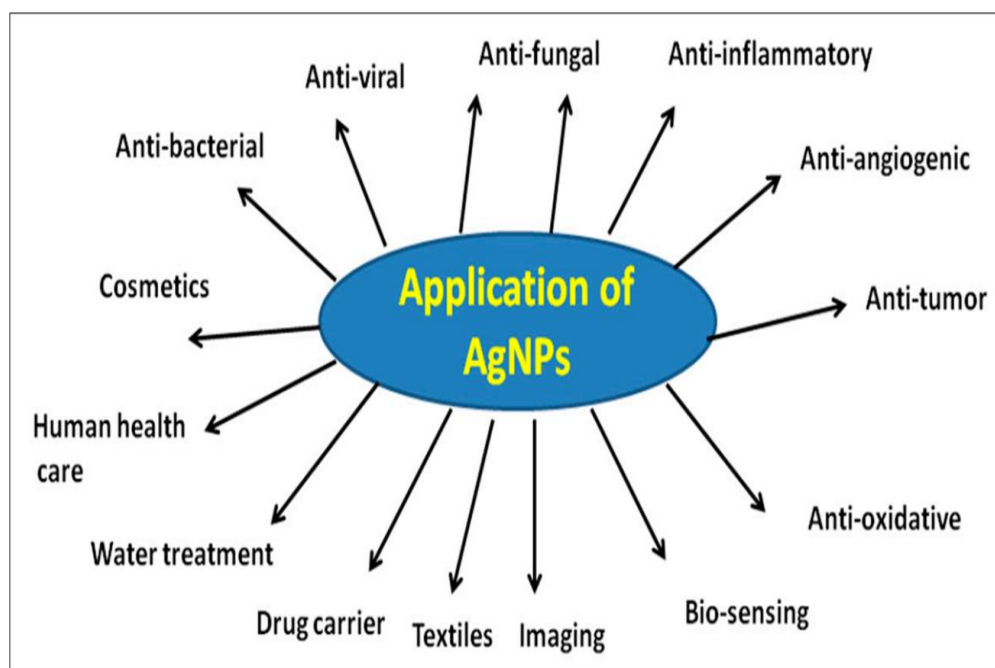 Anti-fungal
Anti-inflammatory
Anti-viral
Anti-bacterial
Anti-angiogenic
Cosmetics
Application of
AgNPs
Anti-tumor
Human health
care
Anti-oxidative
Water treatment
Drug carrier
Textiles
Imaging
Bio-sensing